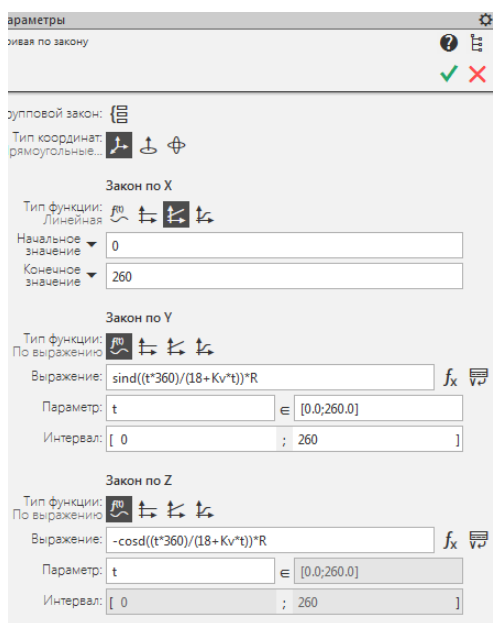 араметры
ривая по закону
рупповой закон:
Тип координат:
рямоугольные...
Закон по X
Тип функции:
Линейная
Начальное значение
0
Конечное значение
260
Закон по Y
Тип функции:
По выражению
Выражение: sind((t*360)/(18+Kv*t))*R
Параметр: t ∈ [0.0;260.0]
Интервал: [ 0 ; 260 ]
Закон по Z
Тип функции:
По выражению
Выражение: -cosd((t*360)/(18+Kv*t))*R
Параметр: t ∈ [0.0;260.0]
Интервал: [ 0 ; 260 ]